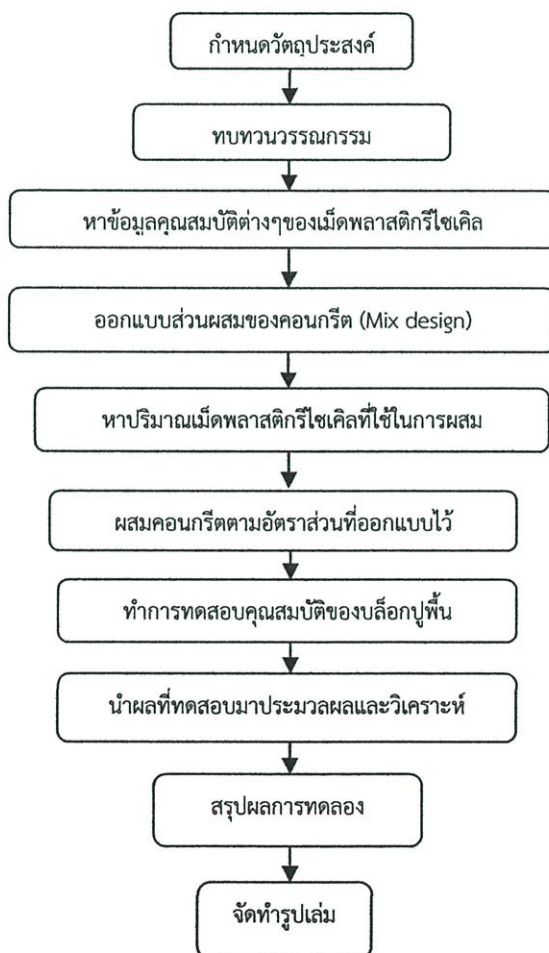 กำหนดวัตถุประสงค์
ทบทวนวรรณกรรม
หาข้อมูลคุณสมบัติต่างๆของเม็ดพลาสติกรีไซเคิล
ออกแบบส่วนผสมของคอนกรีต (Mix design)
หาปริมาณเม็ดพลาสติกรีไซเคิลที่ใช้ในการผสม
ผสมคอนกรีตตามอัตราส่วนที่ออกแบบไว้
ทำการทดสอบคุณสมบัติของบล็อกปูพื้น
นำผลที่ทดสอบมาประมวลผลและวิเคราะห์
สรุปผลการทดลอง
จัดทำรูปเล่ม